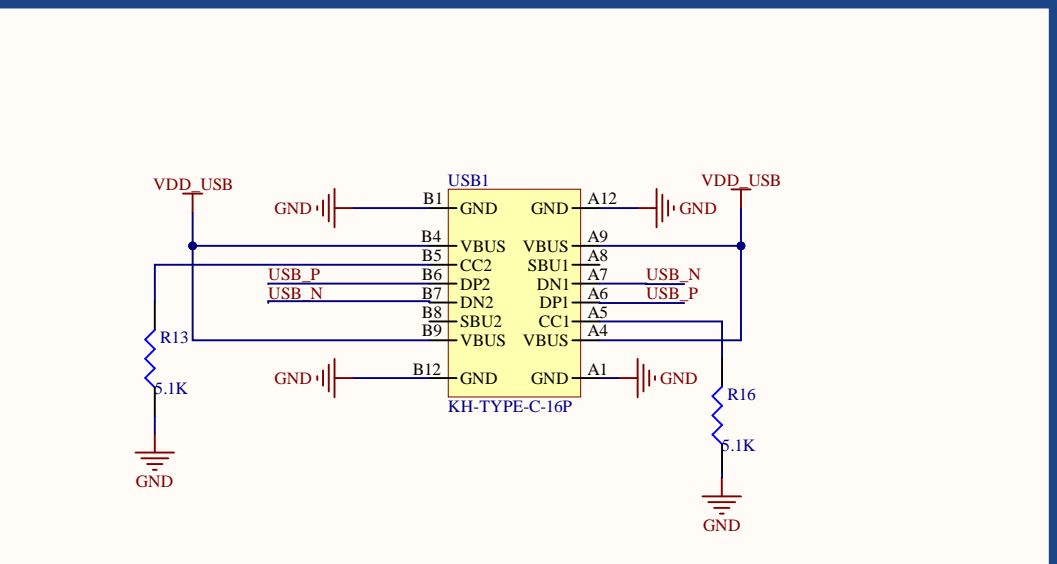 VDD_USB
USB1
VDD_USB
GND
B1
GND
GND
A12
GND
B4
VBUS
VBUS
A9
B5
CC2
SBU1
A8
USB_P
B6
DP2
DN1
A7
USB_N
USB_N
B7
DN2
DP1
A6
USB_P
B8
SBU2
CC1
A5
R13
B9
VBUS
VBUS
A4
GND
B12
GND
GND
A1
GND
5.1K
R16
KH-TYPE-C-16P
5.1K
GND
GND